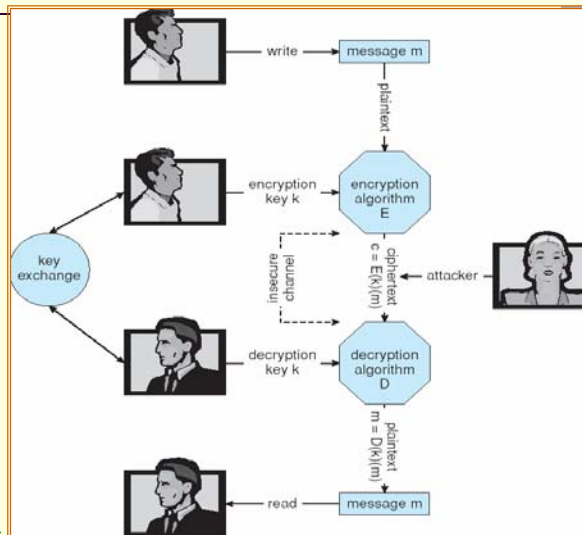 write
message m
plaintext
encryption
key k
encryption
algorithm
E
key
exchange
insecure
channel
ciphertext
c = E(k)(m)
attacker
decryption
key k
decryption
algorithm
D
plaintext
m = D(k)(m)
read
message m